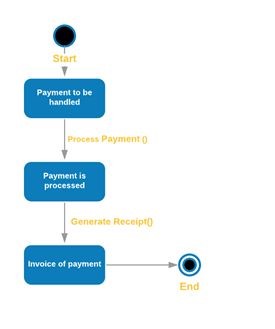 Start
Payment to be
handled
Process Payment ()
Payment is
processed
Generate Receipt()
Invoice of payment
End